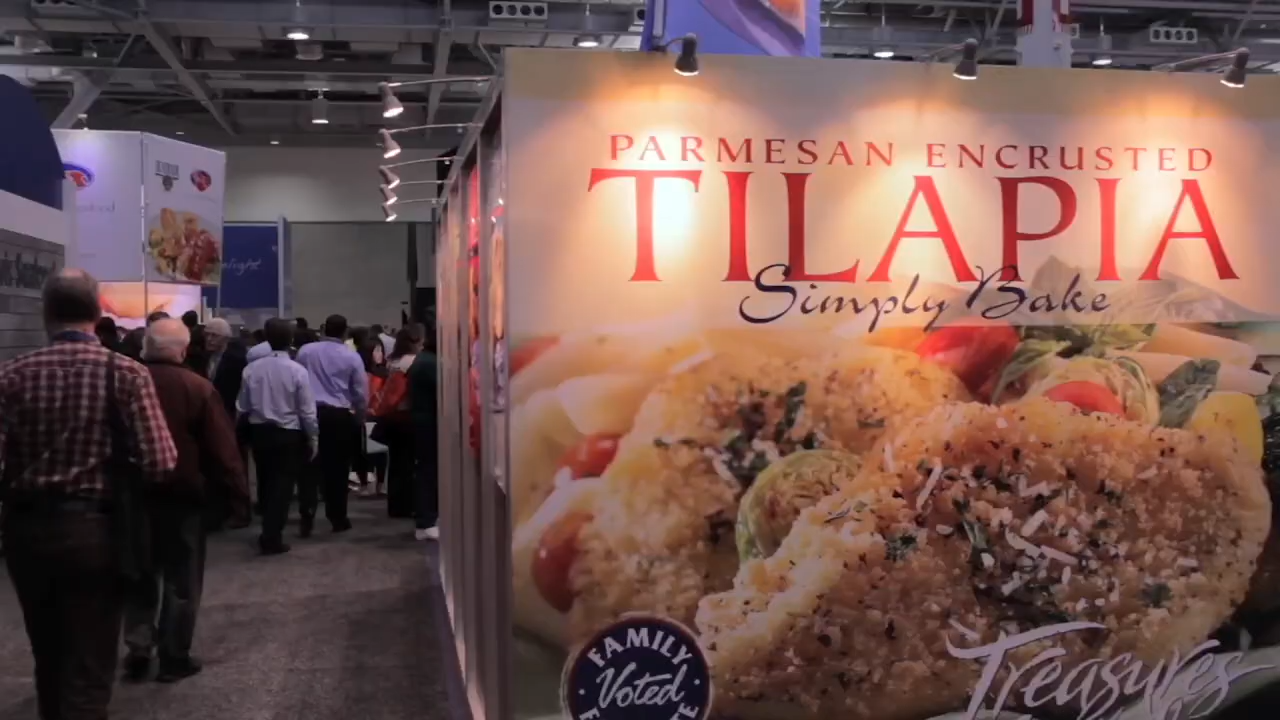 PARMESAN ENCRUSTED
TILAPIA
Simply Bake
FAMILY
Voted
Treasures